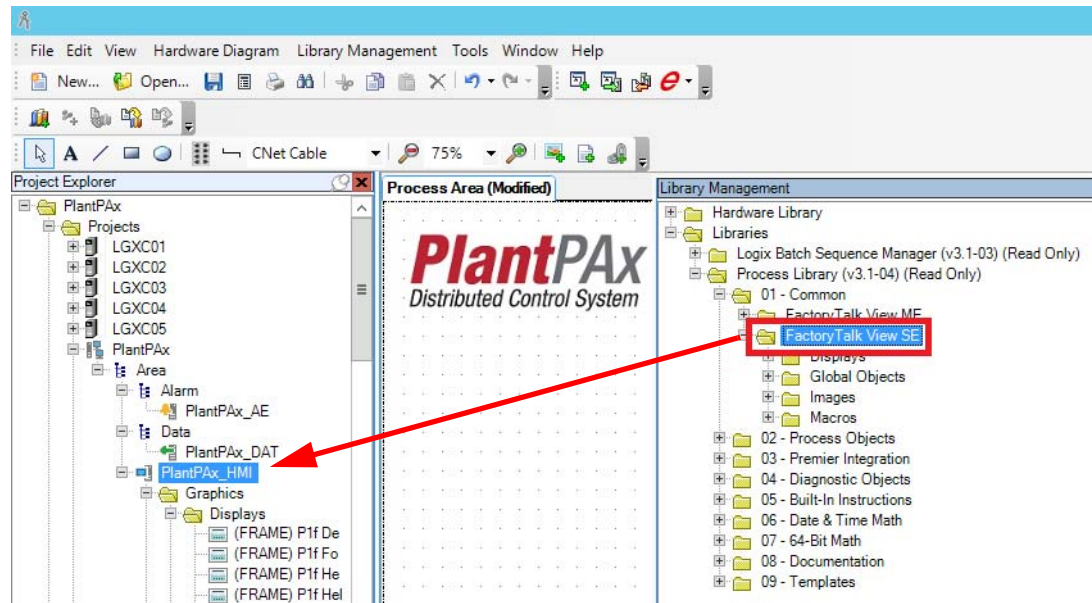 File Edit View Hardware Diagram Library Management Tools Window Help
New... Open...
A CNet Cable 75%
Project Explorer
PlantPAx
Projects
LGXC01
LGXC02
LGXC03
LGXC04
LGXC05
PlantPAx
Area
Alarm
PlantPAx_AE
Data
PlantPAx_DAT
PlantPAx_HMI
Graphics
Displays
(FRAME) P1f De
(FRAME) P1f Fo
(FRAME) P1f He
(FRAME) P1f Hel
Process Area (Modified)
PlantPAx
Distributed Control System
Library Management
Hardware Library
Libraries
Logix Batch Sequence Manager (v3.1-03) (Read Only)
Process Library (v3.1-04) (Read Only)
01 - Common
FactoryTalk View ME
FactoryTalk View SE
Displays
Global Objects
Images
Macros
02 - Process Objects
03 - Premier Integration
04 - Diagnostic Objects
05 - Built-In Instructions
06 - Date & Time Math
07 - 64-Bit Math
08 - Documentation
09 - Templates